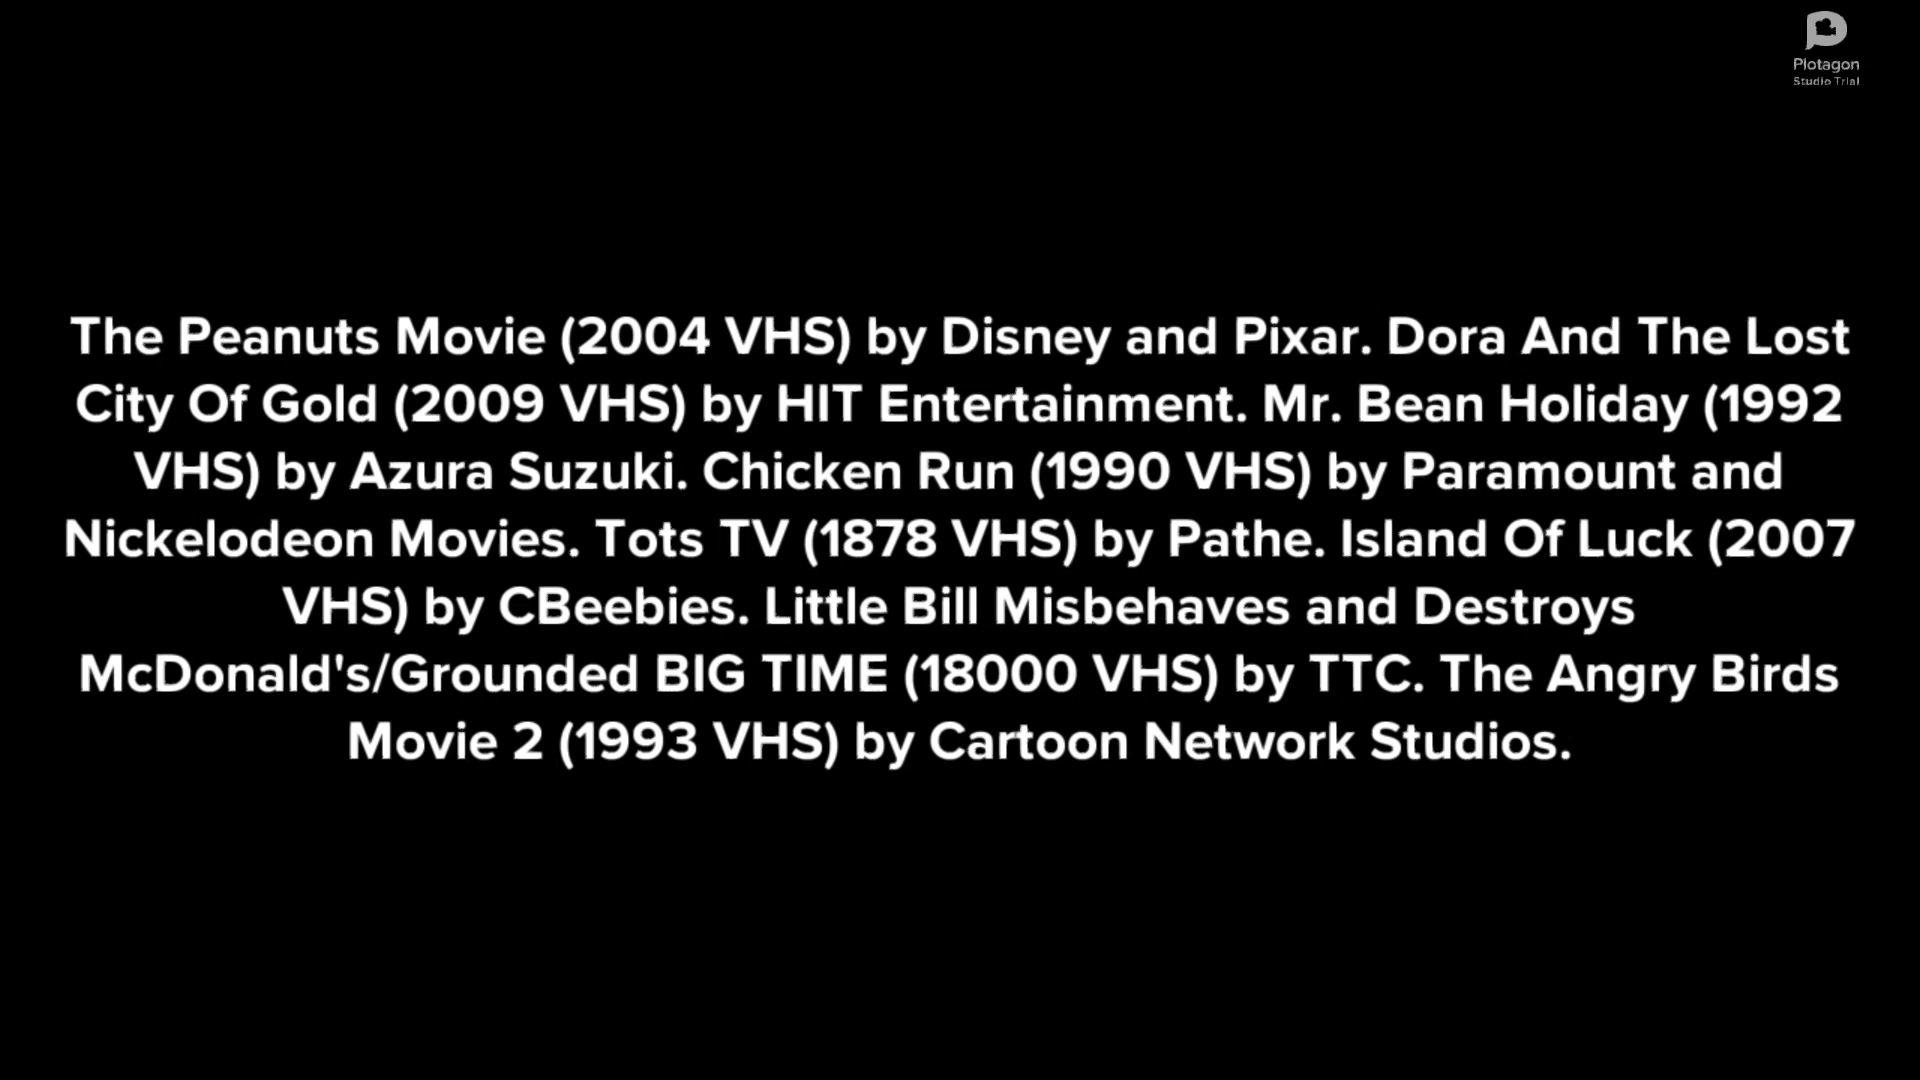 Plotagon
Studio Trial
The Peanuts Movie (2004 VHS) by Disney and Pixar. Dora And The Lost
City Of Gold (2009 VHS) by HIT Entertainment. Mr. Bean Holiday (1992
VHS) by Azura Suzuki. Chicken Run (1990 VHS) by Paramount and
Nickelodeon Movies. Tots TV (1878 VHS) by Pathe. Island Of Luck (2007
VHS) by CBeebies. Little Bill Misbehaves and Destroys
McDonald's/Grounded BIG TIME (18000 VHS) by TTC. The Angry Birds
Movie 2 (1993 VHS) by Cartoon Network Studios.